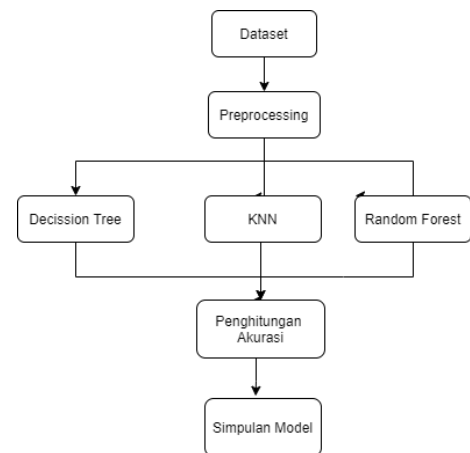 Dataset
Preprocessing
Decission Tree
KNN
Random Forest
Penghitungan
Akurasi
Simpulan Model